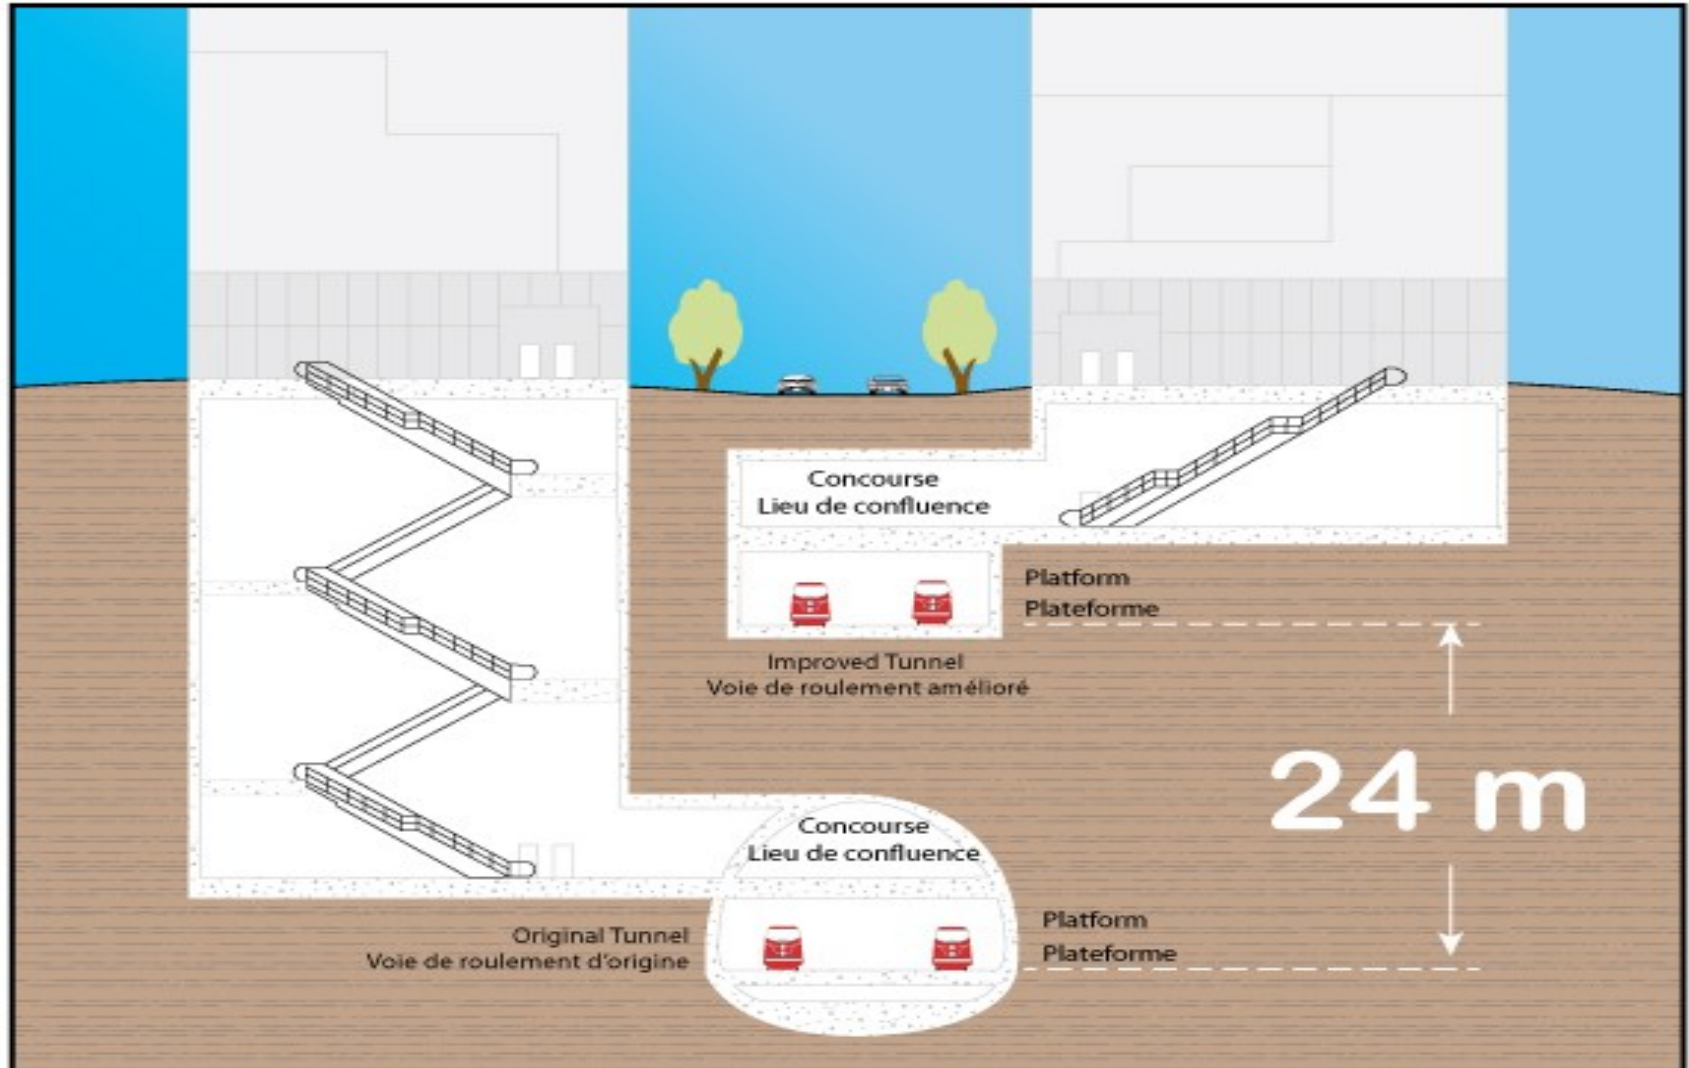 Concourse
Lieu de confluence
Platform
Plateforme
Improved Tunnel
Voie de roulement amélioré
24 m
Concourse
Lieu de confluence
Original Tunnel
Voie de roulement d'origine
Platform
Plateforme